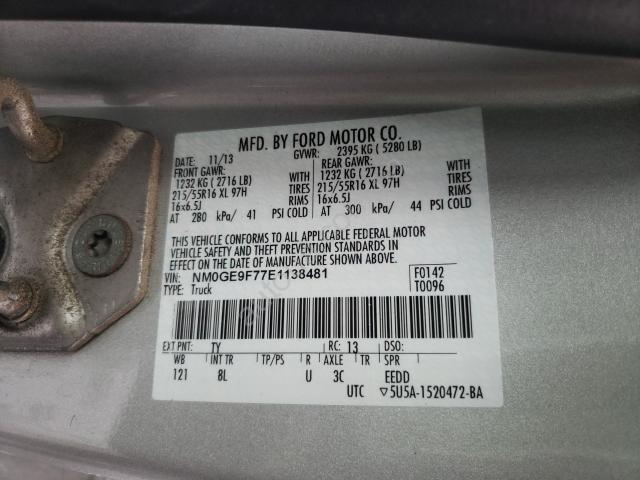 MFD. BY FORD MOTOR CO.
DATE: 11/13 GVWR: 2395 KG ( 5280 LB)
FRONT GAWR: REAR GAWR:
1232 KG ( 2716 LB) WITH 1232 KG ( 2716 LB) WITH
215/55R16 XL 97H TIRES 215/55R16 XL 97H TIRES
16x6.5J RIMS 16x6.5J RIMS
AT 280 kPa/ 41 PSI COLD AT 300 kPa/ 44 PSI COLD
THIS VEHICLE CONFORMS TO ALL APPLICABLE FEDERAL MOTOR
VEHICLE SAFETY AND THEFT PREVENTION STANDARDS IN
EFFECT ON THE DATE OF MANUFACTURE SHOWN ABOVE.
VIN: NM0GE9F77E1138481 F0142
TYPE: Truck T0096
EXT PNT: TY RC: 13 DSO:
WB INT TR TP/PS R AXLE TR SPR
121 8L U 3C EEDD
UTC ▽5U5A-1520472-BA